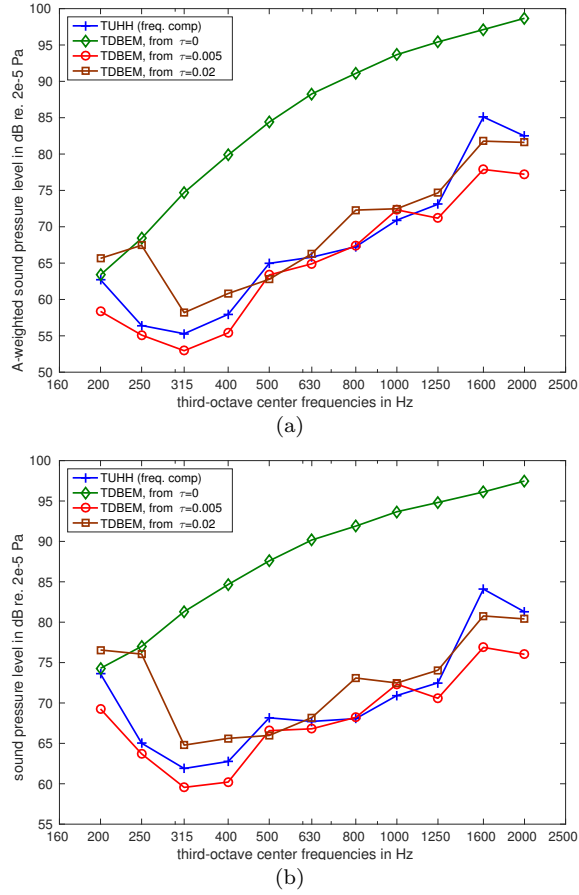 100
95
90
85
80
75
70
65
60
55
50
A-weighted sound pressure level in dB re. 2e-5 Pa
TUHH (freq. comp)
TDBEM, from τ=0
TDBEM, from τ=0.005
TDBEM, from τ=0.02
160 200 250 315 400 500 630 800 1000 1250 1600 2000 2500
third-octave center frequencies in Hz
(a)
100
95
90
85
80
75
70
65
60
55
sound pressure level in dB re. 2e-5 Pa
TUHH (freq. comp)
TDBEM, from τ=0
TDBEM, from τ=0.005
TDBEM, from τ=0.02
160 200 250 315 400 500 630 800 1000 1250 1600 2000 2500
third-octave center frequencies in Hz
(b)